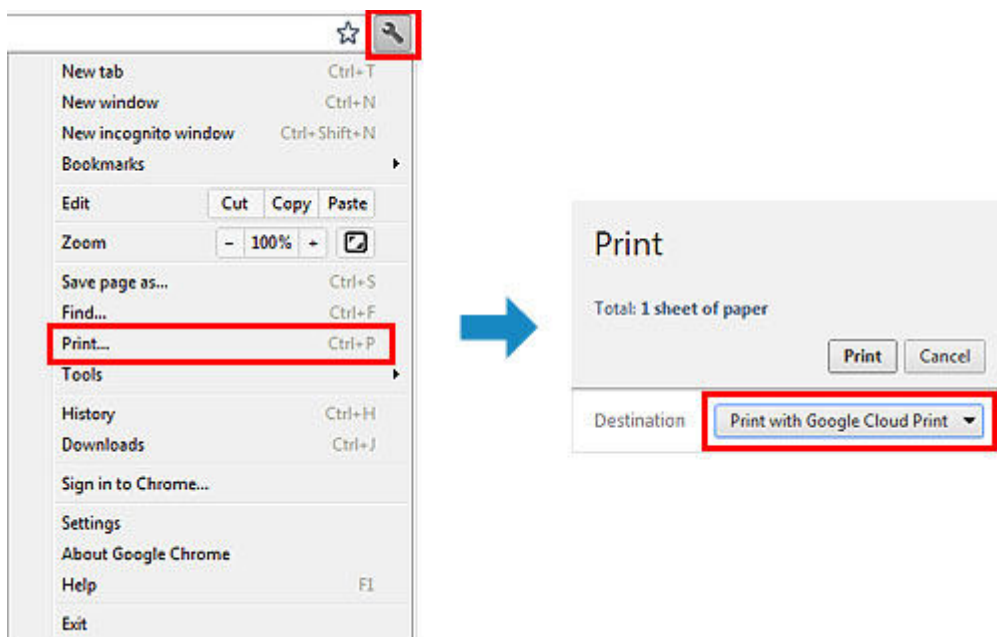 New tab Ctrl+T
New window Ctrl+N
New incognito window Ctrl+Shift+N
Bookmarks
Edit Cut Copy Paste
Zoom - 100% +
Save page as... Ctrl+S
Find... Ctrl+F
Print... Ctrl+P
Tools
History Ctrl+H
Downloads Ctrl+J
Sign in to Chrome...
Settings
About Google Chrome
Help F1
Exit
Print
Total: 1 sheet of paper
Print Cancel
Destination Print with Google Cloud Print